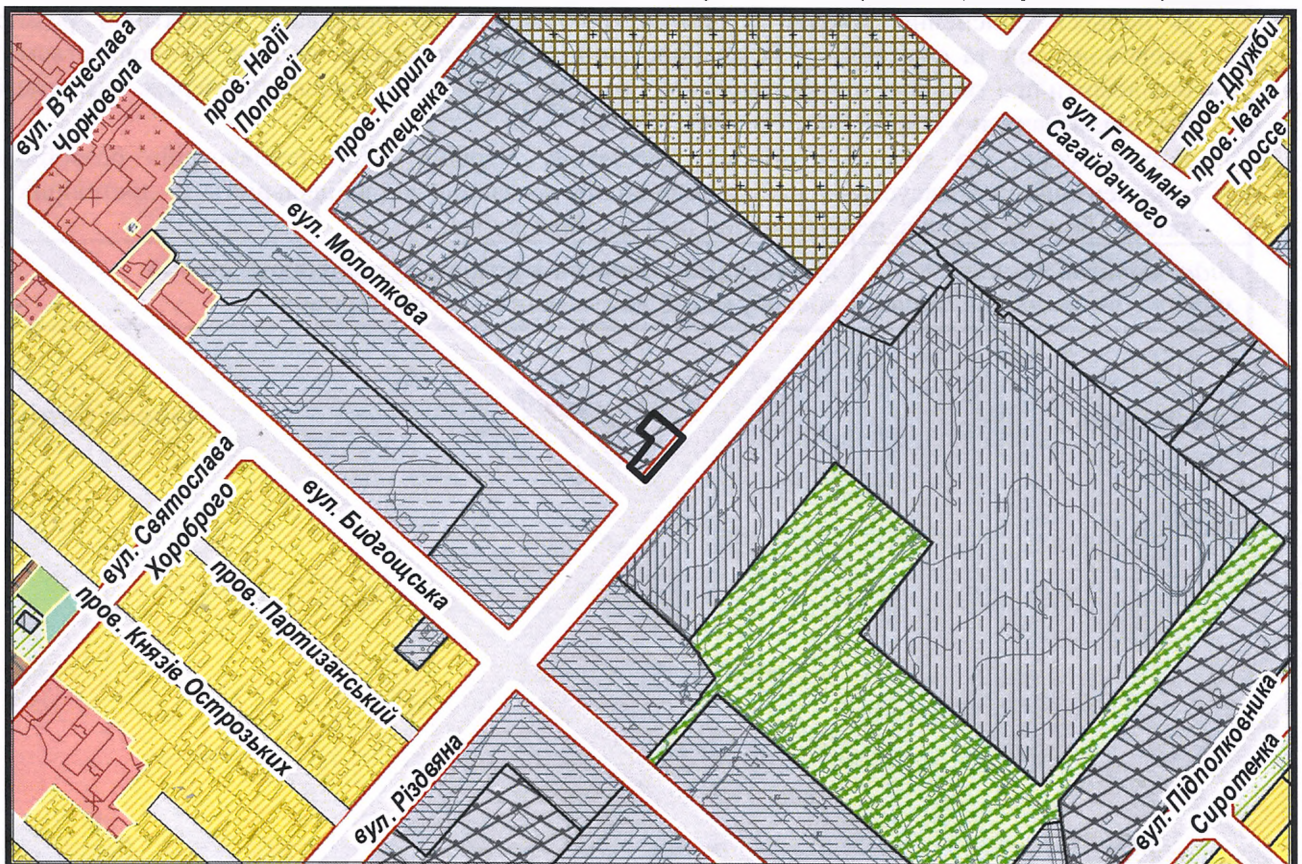 вул. В'ячеслава
Чорновола
пров. Надії
Попової
пров. Кирила
Стеценка
вул. Гетьмана
Сагайдачного
пров. Дружби
пров. Івана
Гроссе
вул. Молоткова
вул. Святослава
Хороброго
вул. Бидгощська
пров. Партизанський
пров. Князів Острозьких
вул. Різдвяна
вул. Підполковника
Сиротенка